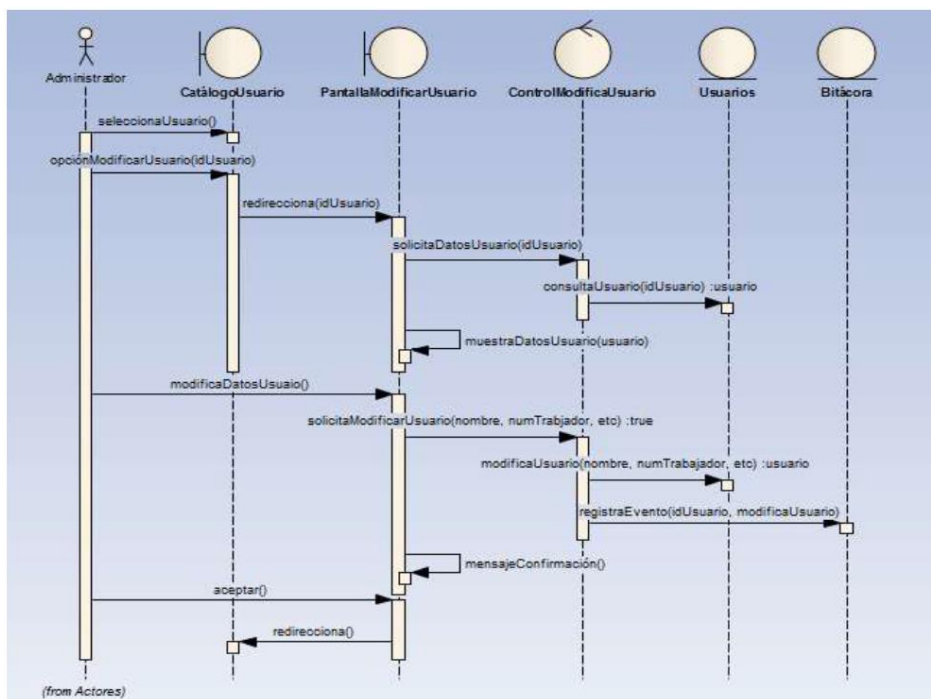 Administrador
CatálogoUsuario
PantallaModificarUsuario
ControlModificaUsuario
Usuarios
Bitácora
seleccionaUsuario()
opciónModificarUsuario(idUsuario)
redirecciona(idUsuario)
solicitaDatosUsuario(idUsuario)
consultaUsuario(idUsuario) :usuario
muestraDatosUsuario(usuario)
modificaDatosUsuaio()
solicitaModificarUsuario(nombre, numTrabjador, etc) :true
modificaUsuario(nombre, numTrabajador, etc) :usuario
registraEvento(idUsuario, modificaUsuario)
mensajeConfirmación()
aceptar()
redirecciona()
(from Actores)